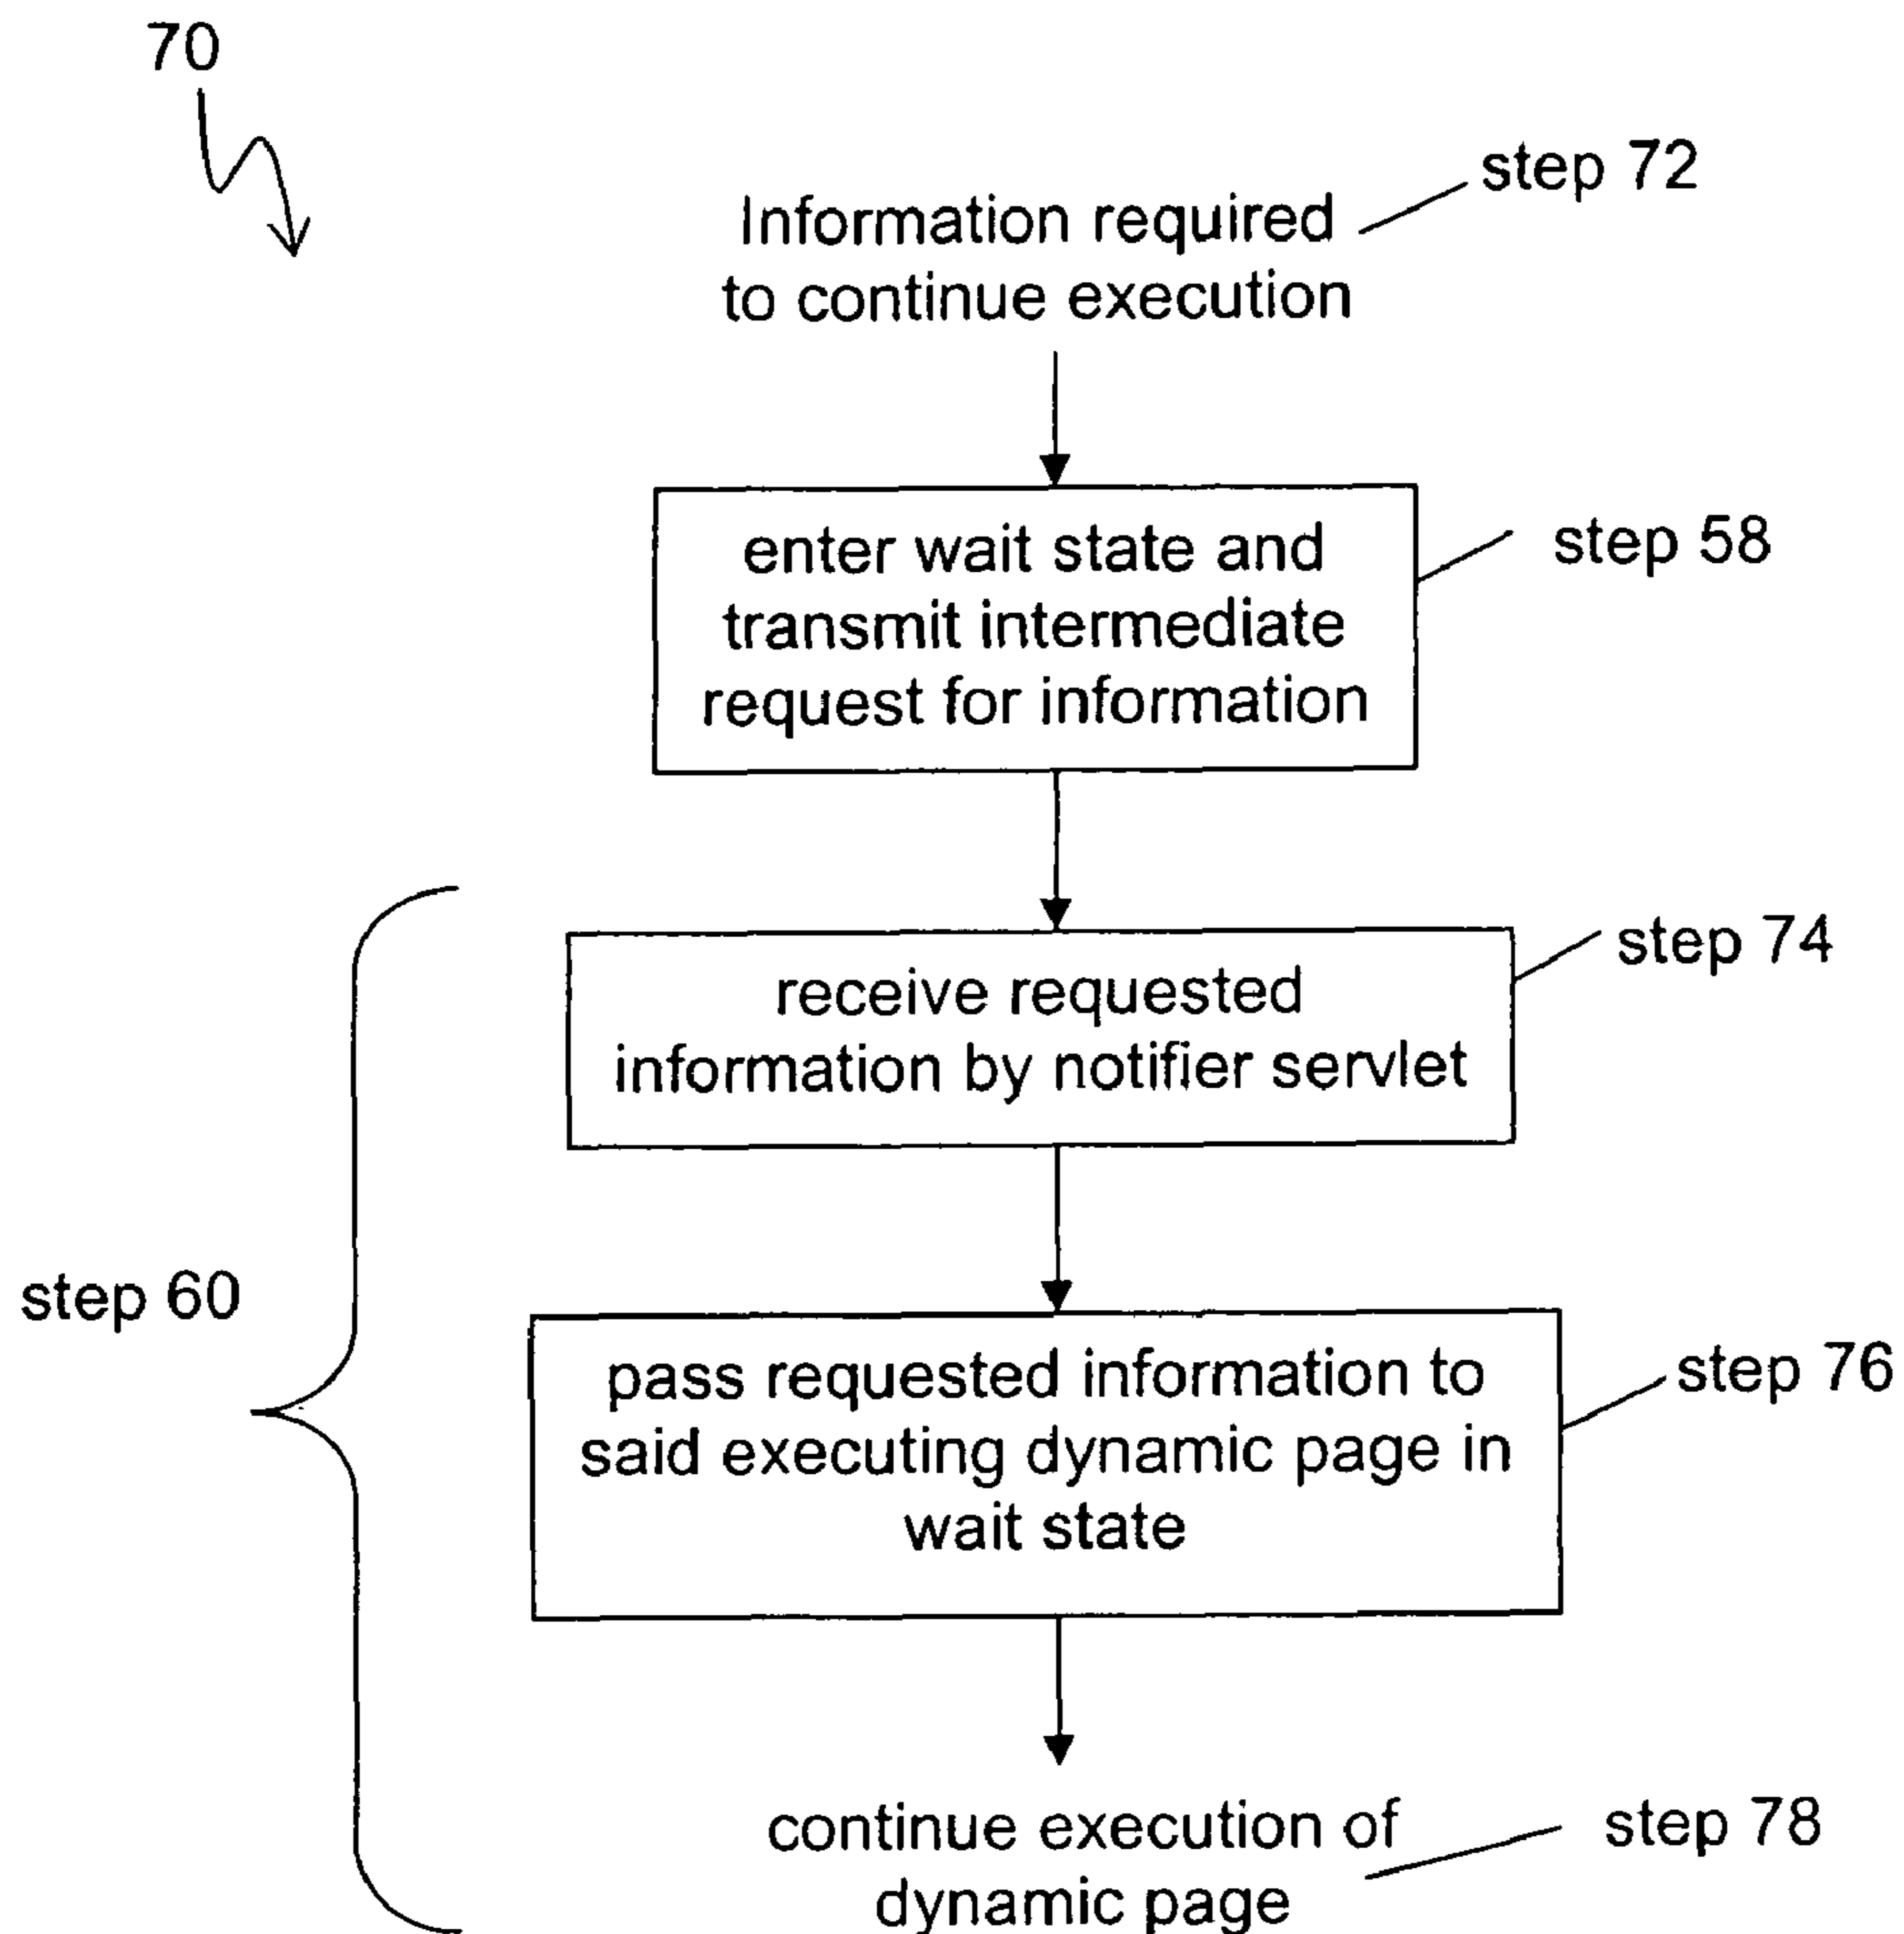 70
step 72
Information required
to continue execution
enter wait state and
transmit intermediate
request for information
step 58
receive requested
information by notifier servlet
step 74
step 60
pass requested information to
said executing dynamic page in
wait state
step 76
continue execution of
dynamic page
step 78